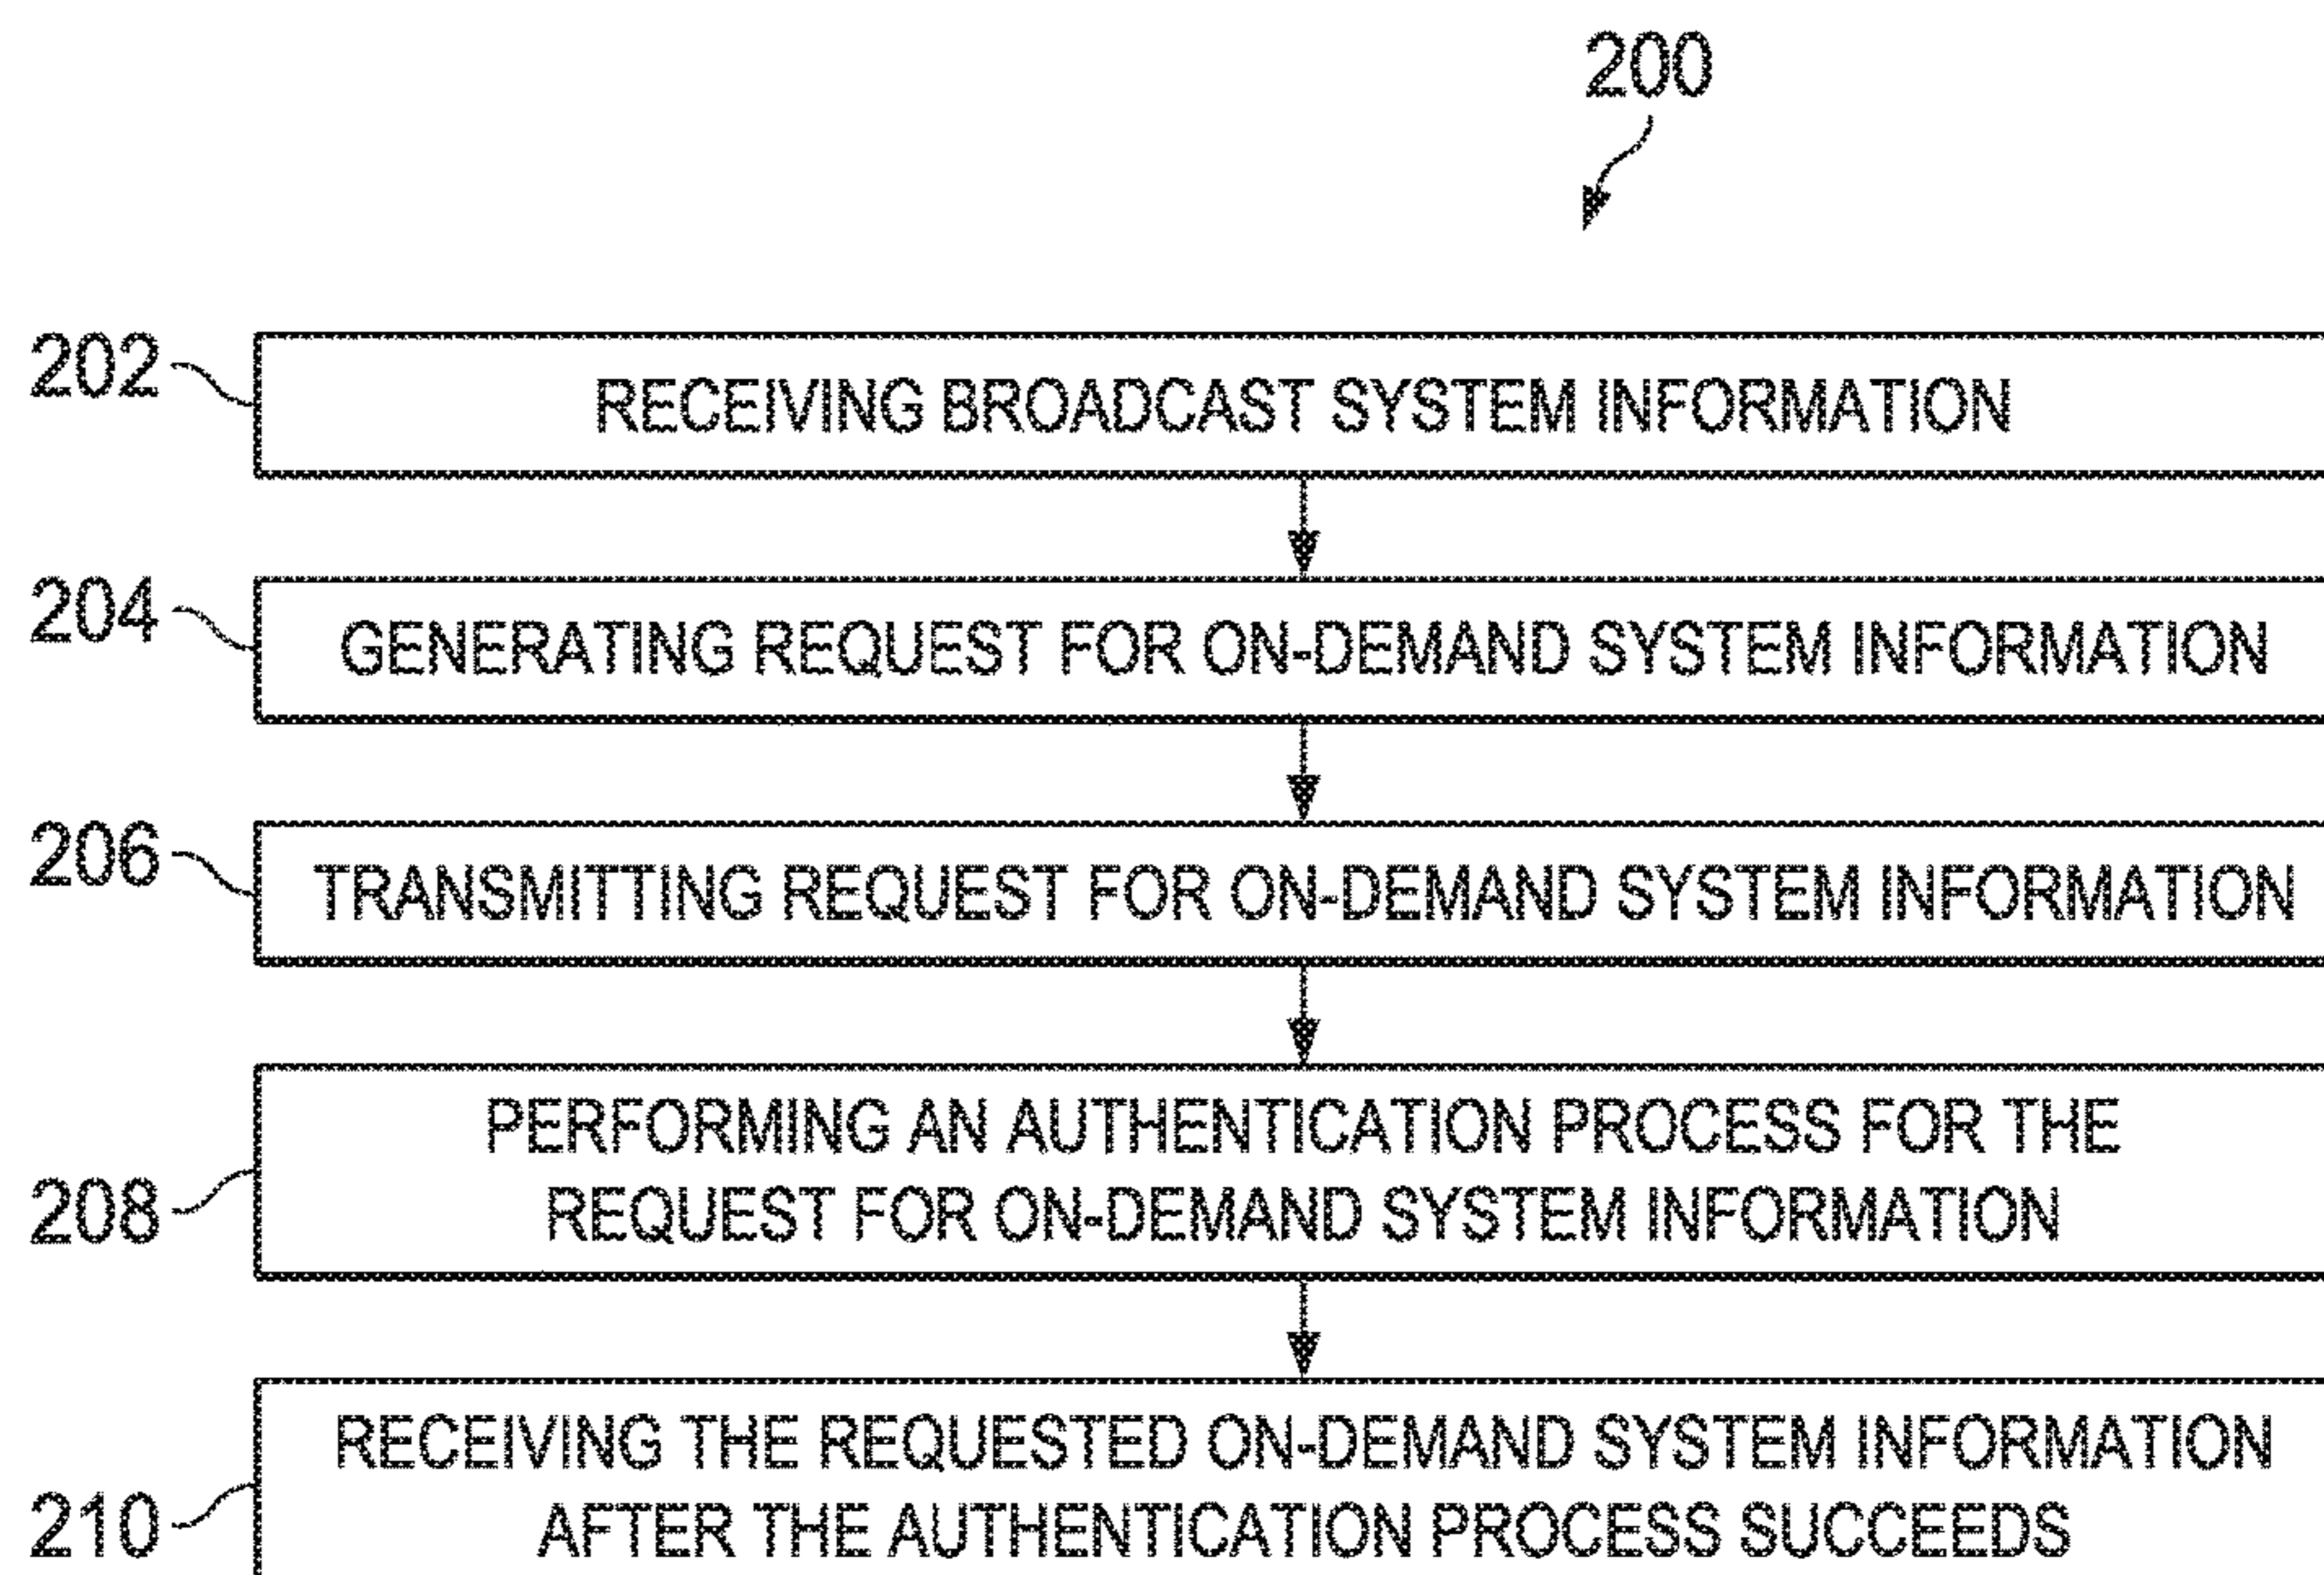 200
202
RECEIVING BROADCAST SYSTEM INFORMATION
204
GENERATING REQUEST FOR ON-DEMAND SYSTEM INFORMATION
206
TRANSMITTING REQUEST FOR ON-DEMAND SYSTEM INFORMATION
208
PERFORMING AN AUTHENTICATION PROCESS FOR THE
REQUEST FOR ON-DEMAND SYSTEM INFORMATION
210
RECEIVING THE REQUESTED ON-DEMAND SYSTEM INFORMATION
AFTER THE AUTHENTICATION PROCESS SUCCEEDS